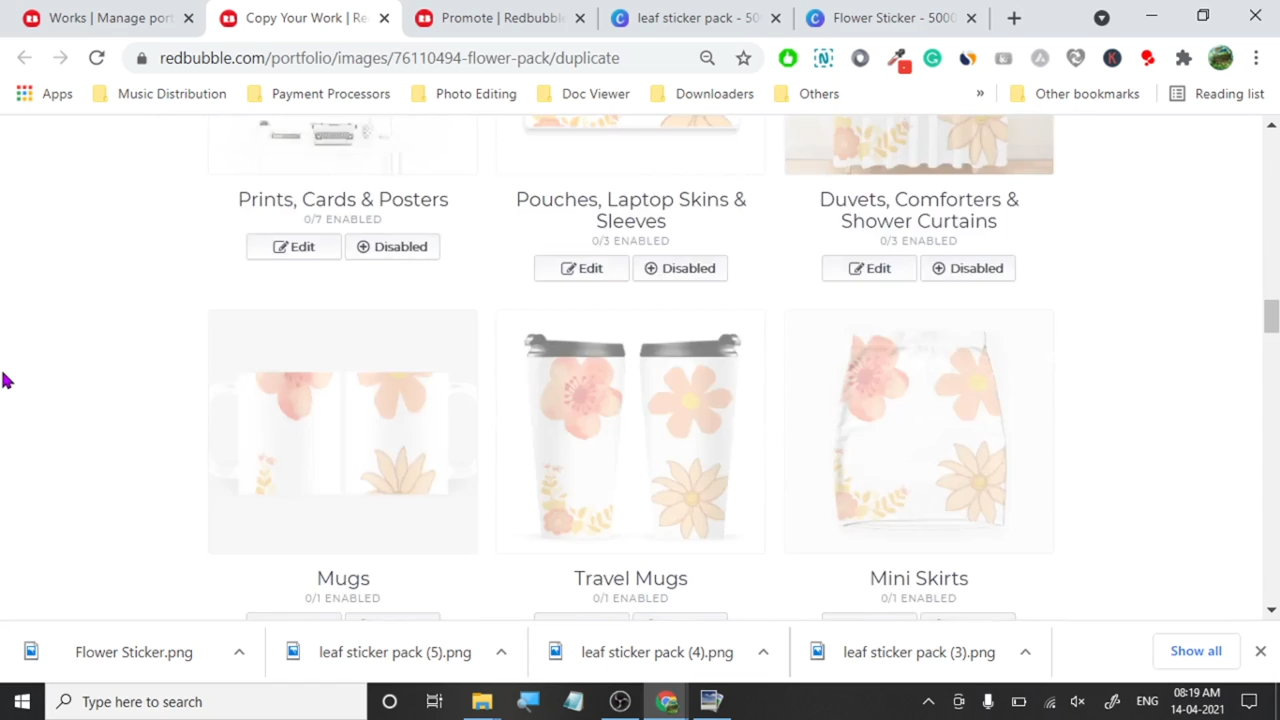 Works | Manage port
Copy Your Work | Re
Promote | Redbubble
leaf sticker pack - 50
Flower Sticker - 5000
redbubble.com/portfolio/images/76110494-flower-pack/duplicate
Apps
Music Distribution
Payment Processors
Photo Editing
Doc Viewer
Downloaders
Others
»
Other bookmarks
Reading list
Prints, Cards & Posters
0/7 ENABLED
Edit
Disabled
Pouches, Laptop Skins &
Sleeves
0/3 ENABLED
Edit
Disabled
Duvets, Comforters &
Shower Curtains
0/3 ENABLED
Edit
Disabled
Mugs
0/1 ENABLED
Travel Mugs
0/1 ENABLED
Mini Skirts
0/1 ENABLED
Flower Sticker.png
leaf sticker pack (5).png
leaf sticker pack (4).png
leaf sticker pack (3).png
Show all
Type here to search
ENG
08:19 AM
14-04-2021